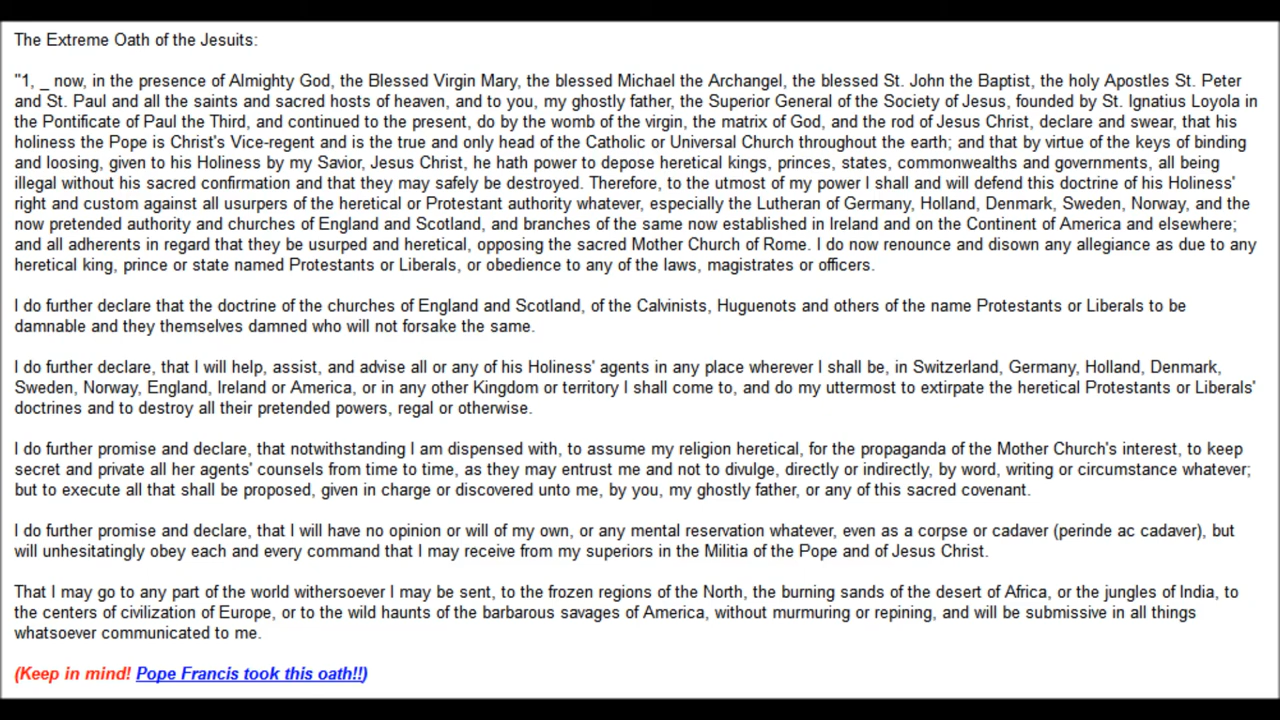 The Extreme Oath of the Jesuits:
"1, _ now, in the presence of Almighty God, the Blessed Virgin Mary, the blessed Michael the Archangel, the blessed St. John the Baptist, the holy Apostles St. Peter
and St. Paul and all the saints and sacred hosts of heaven, and to you, my ghostly father, the Superior General of the Society of Jesus, founded by St. Ignatius Loyola in
the Pontificate of Paul the Third, and continued to the present, do by the womb of the virgin, the matrix of God, and the rod of Jesus Christ, declare and swear, that his
holiness the Pope is Christ's Vice-regent and is the true and only head of the Catholic or Universal Church throughout the earth; and that by virtue of the keys of binding
and loosing, given to his Holiness by my Savior, Jesus Christ, he hath power to depose heretical kings, princes, states, commonwealths and governments, all being
illegal without his sacred confirmation and that they may safely be destroyed. Therefore, to the utmost of my power I shall and will defend this doctrine of his Holiness'
right and custom against all usurpers of the heretical or Protestant authority whatever, especially the Lutheran of Germany, Holland, Denmark, Sweden, Norway, and the
now pretended authority and churches of England and Scotland, and branches of the same now established in Ireland and on the Continent of America and elsewhere;
and all adherents in regard that they be usurped and heretical, opposing the sacred Mother Church of Rome. I do now renounce and disown any allegiance as due to any
heretical king, prince or state named Protestants or Liberals, or obedience to any of the laws, magistrates or officers.
I do further declare that the doctrine of the churches of England and Scotland, of the Calvinists, Huguenots and others of the name Protestants or Liberals to be
damnable and they themselves damned who will not forsake the same.
I do further declare, that I will help, assist, and advise all or any of his Holiness' agents in any place wherever I shall be, in Switzerland, Germany, Holland, Denmark,
Sweden, Norway, England, Ireland or America, or in any other Kingdom or territory I shall come to, and do my uttermost to extirpate the heretical Protestants or Liberals'
doctrines and to destroy all their pretended powers, regal or otherwise.
I do further promise and declare, that notwithstanding I am dispensed with, to assume my religion heretical, for the propaganda of the Mother Church's interest, to keep
secret and private all her agents' counsels from time to time, as they may entrust me and not to divulge, directly or indirectly, by word, writing or circumstance whatever;
but to execute all that shall be proposed, given in charge or discovered unto me, by you, my ghostly father, or any of this sacred covenant.
I do further promise and declare, that I will have no opinion or will of my own, or any mental reservation whatever, even as a corpse or cadaver (perinde ac cadaver), but
will unhesitatingly obey each and every command that I may receive from my superiors in the Militia of the Pope and of Jesus Christ.
That I may go to any part of the world withersoever I may be sent, to the frozen regions of the North, the burning sands of the desert of Africa, or the jungles of India, to
the centers of civilization of Europe, or to the wild haunts of the barbarous savages of America, without murmuring or repining, and will be submissive in all things
whatsoever communicated to me.
(Keep in mind! Pope Francis took this oath!!)